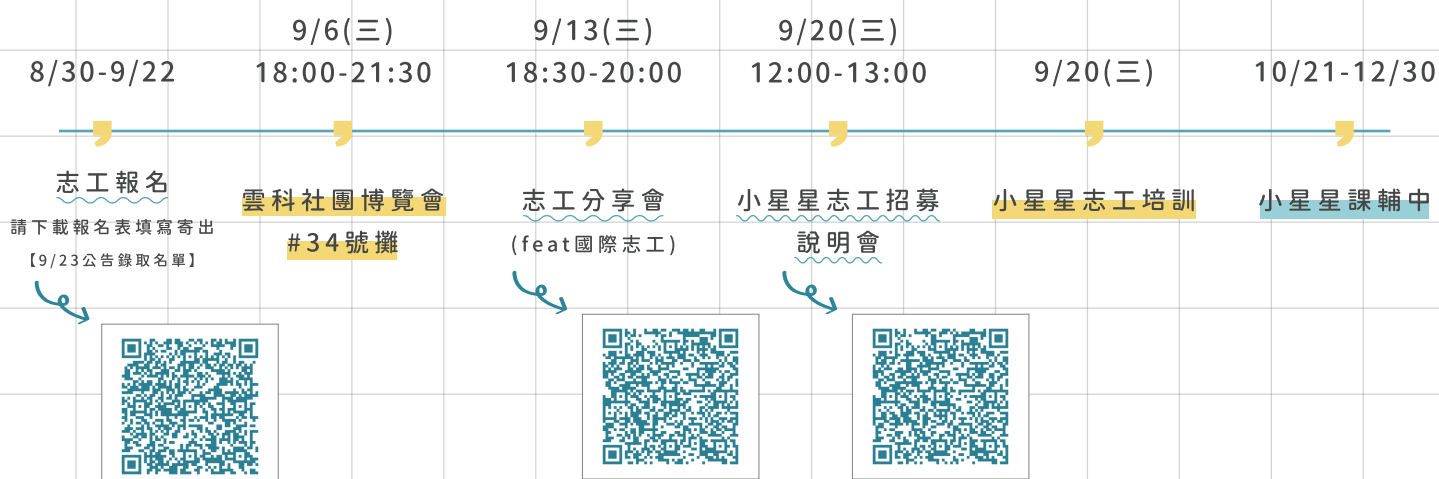 8/30-9/22
志工報名
請下載報名表填寫寄出
【9/23公告錄取名單】
9/6(三)
18:00-21:30
雲科社團博覽會
#34號攤
9/13(三)
18:30-20:00
志工分享會
(feat國際志工)
9/20(三)
12:00-13:00
小星星志工招募
說明會
9/20(三)
小星星志工培訓
10/21-12/30
小星星課輔中